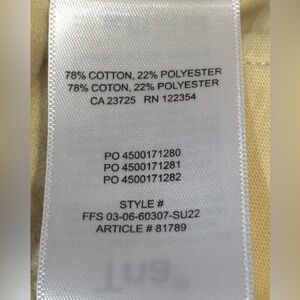 78% COTTON, 22% POLYESTER
78% COTON, 22% POLYESTER
CA 23725 RN 122354
PO 4500171280
PO 4500171281
PO 4500171282
STYLE #
FFS 03-06-60307-SU22
ARTICLE # 81789